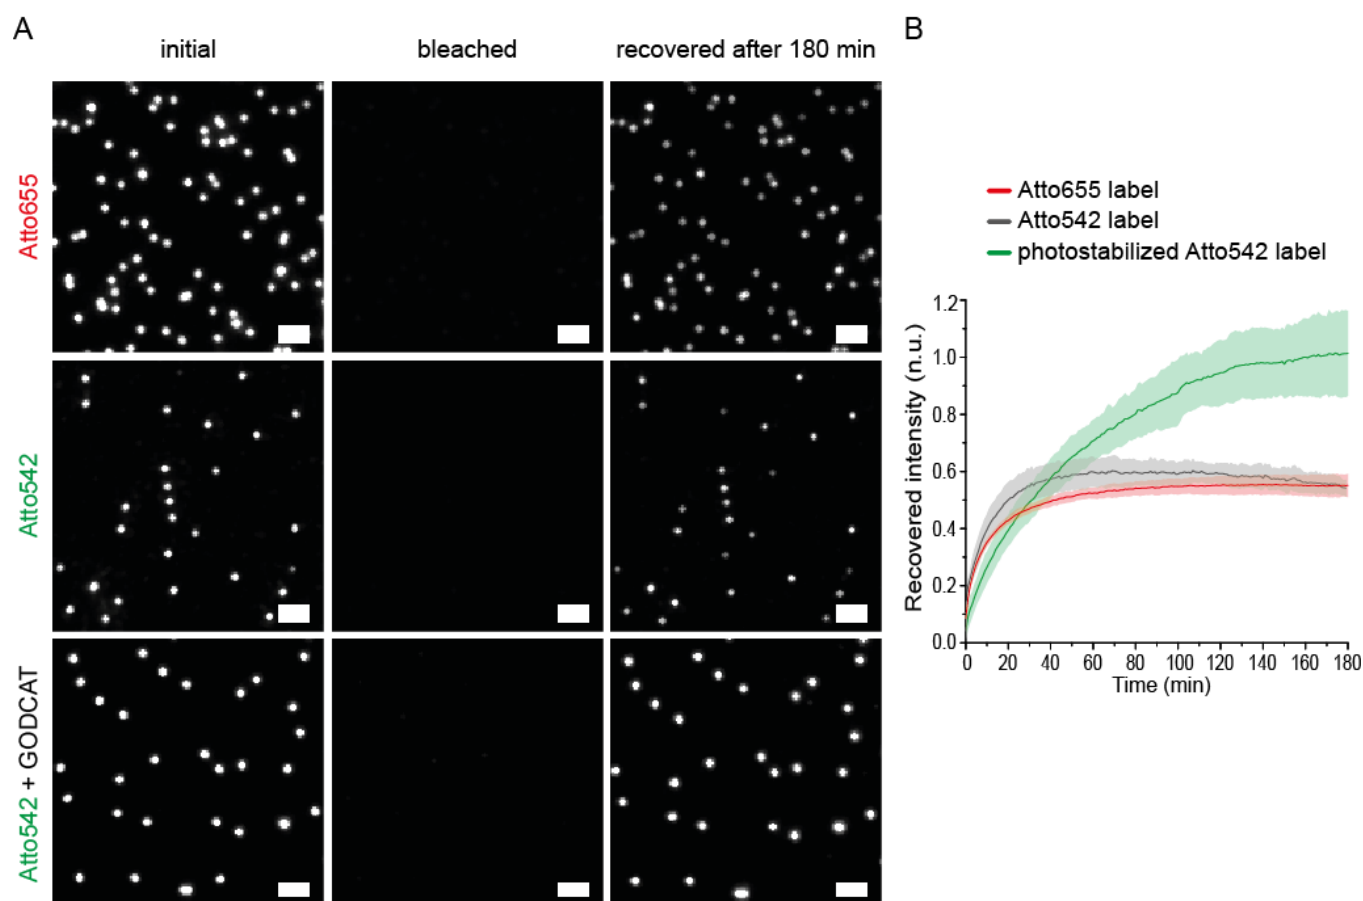 A
initial
bleached
recovered after 180 min
Atto655
Atto542
Atto542 + GODCAT
B
Atto655 label
Atto542 label
photostabilized Atto542 label
Recovered intensity (n.u.)
1.2
1.0
0.8
0.6
0.4
0.2
0.0
0 20 40 60 80 100 120 140 160 180
Time (min)